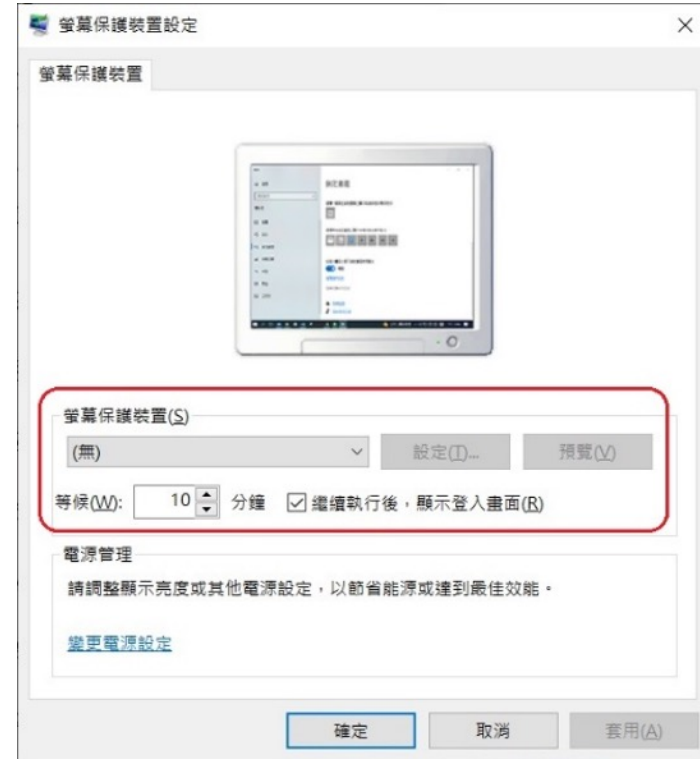 螢幕保護裝置設定
螢幕保護裝置
螢幕保護裝置(S)
(無)
設定(T)...
預覽(V)
等候(W): 10 分鐘 繼續執行後，顯示登入畫面(R)
電源管理
請調整顯示亮度或其他電源設定，以節省能源或達到最佳效能。
變更電源設定
確定
取消
套用(A)